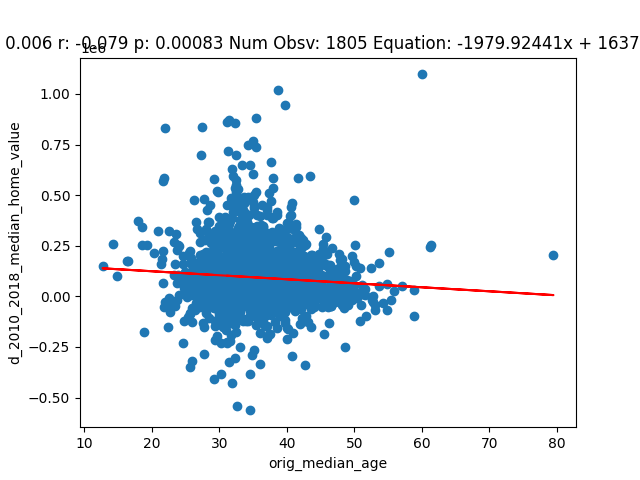 0.006 r: -0.079 p: 0.00083 Num Obsv: 1805 Equation: -1979.92441x + 1637
1e6
1.00
0.75
0.50
0.25
0.00
−0.25
−0.50
d_2010_2018_median_home_value
10 20 30 40 50 60 70 80
orig_median_age